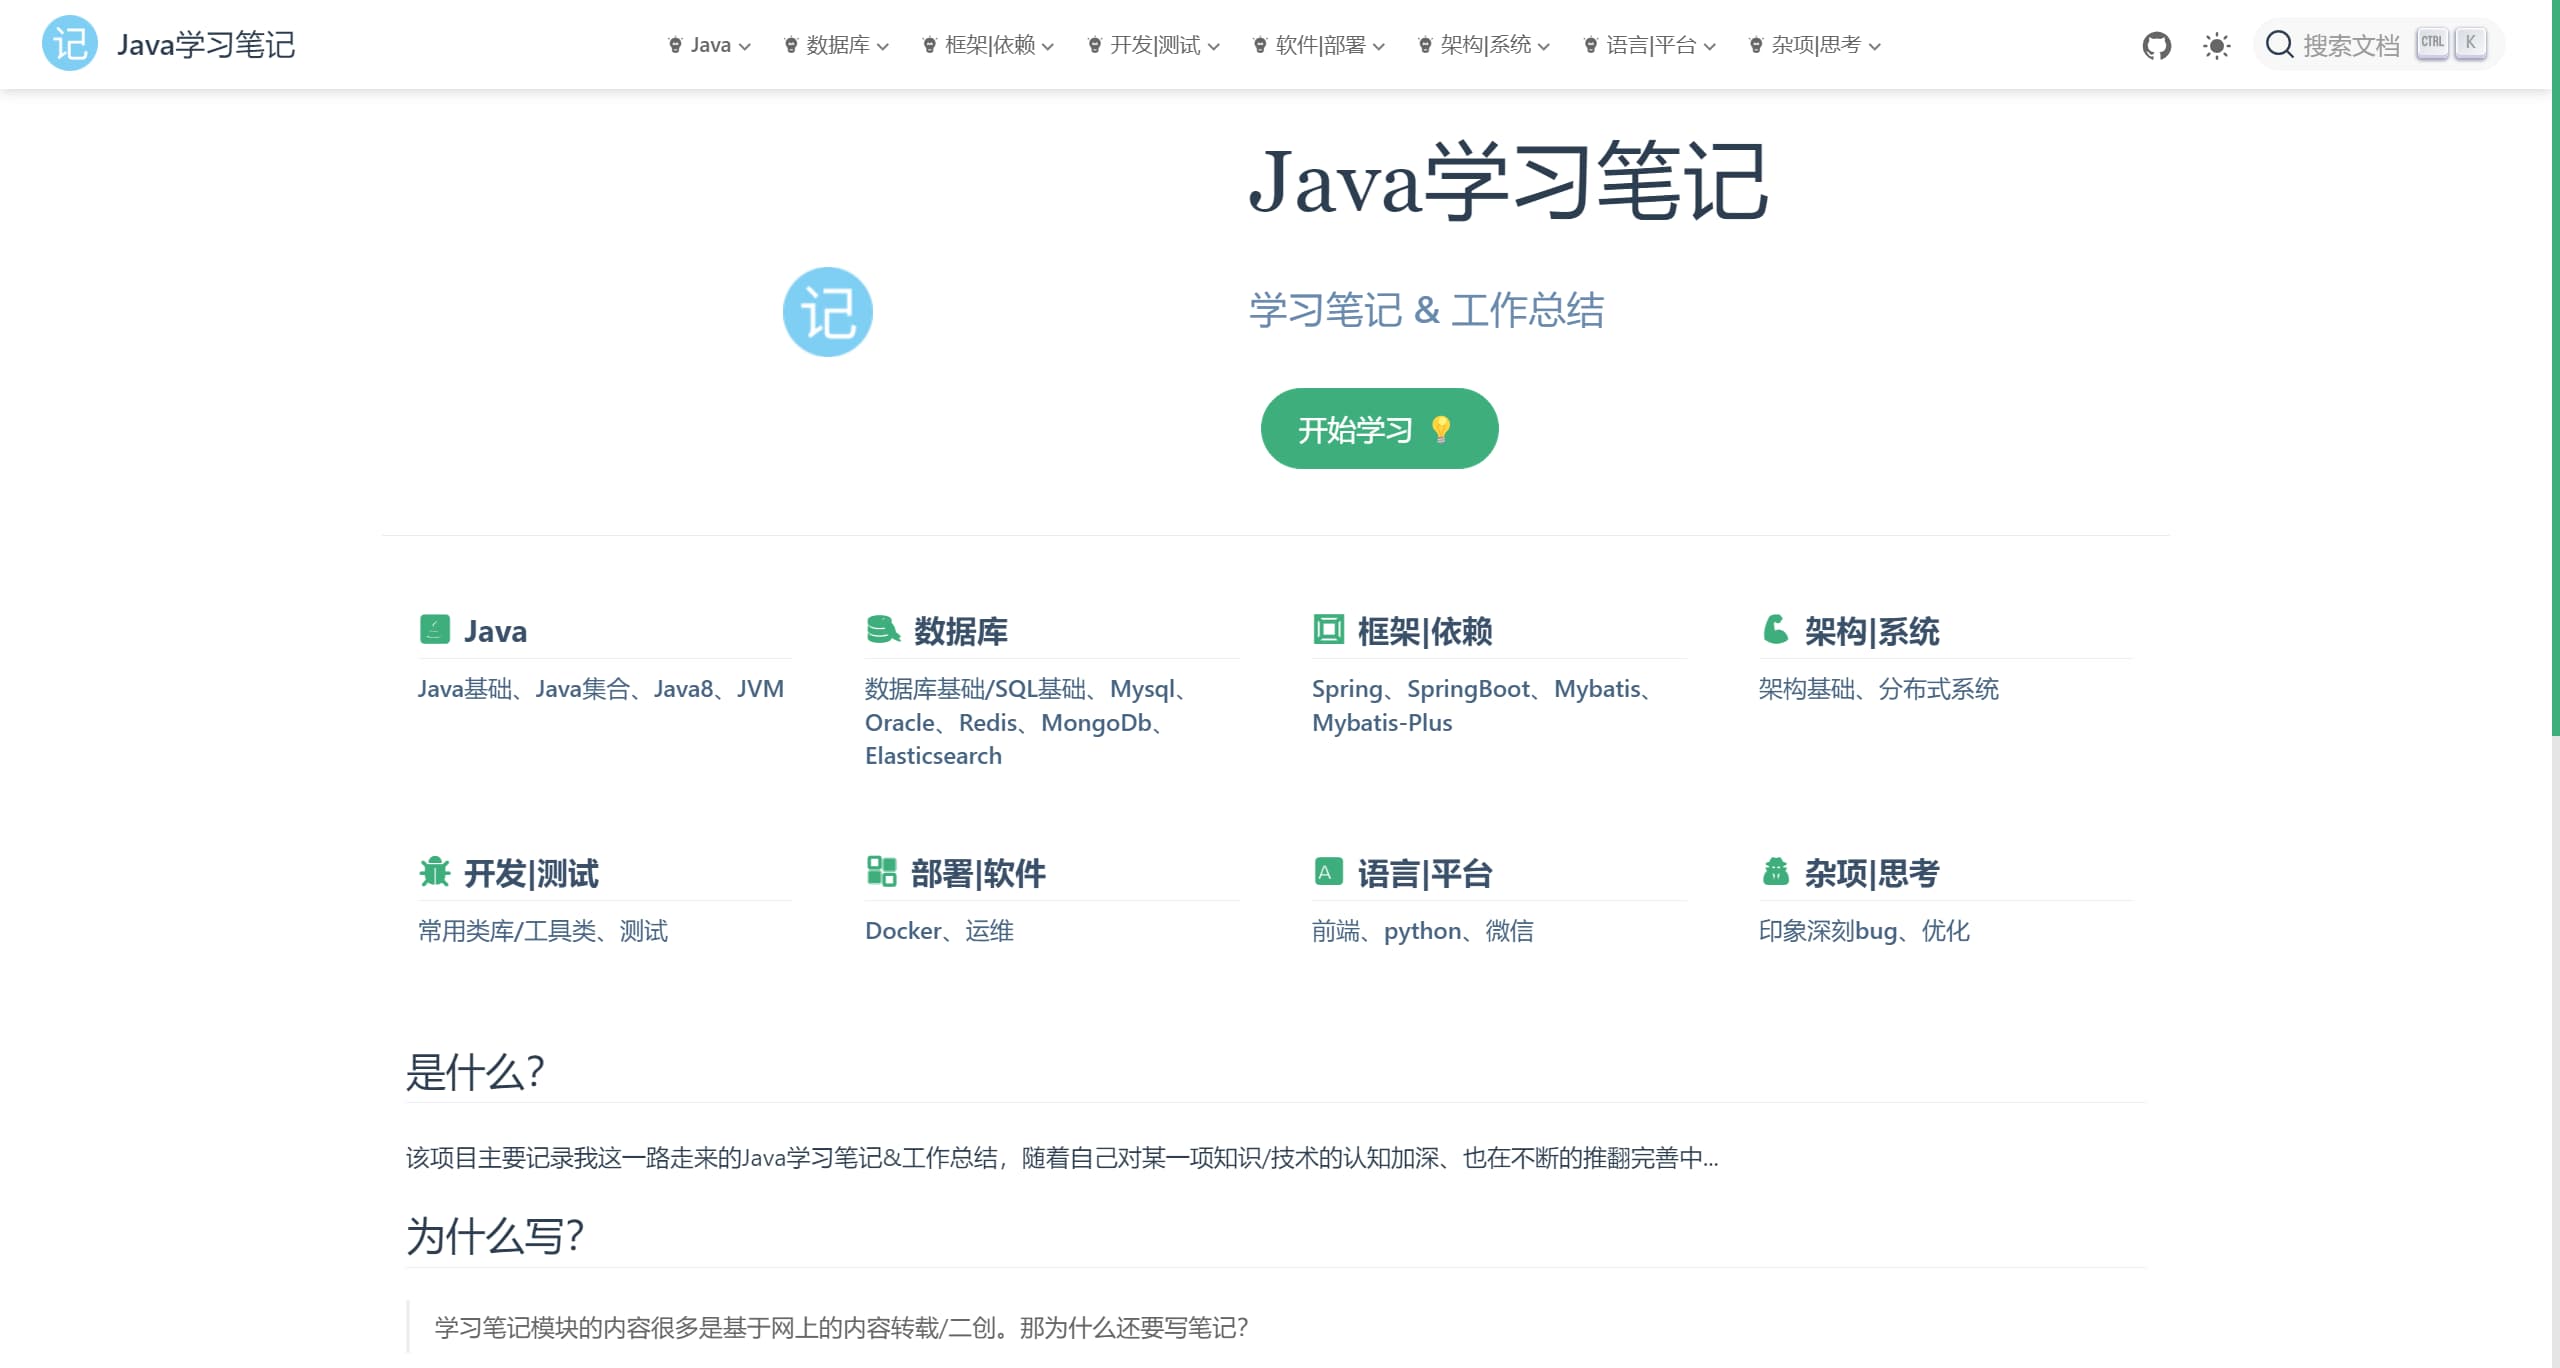 记 Java学习笔记
Java 数据库 框架|依赖 开发|测试 软件|部署 架构|系统 语言|平台 杂项|思考
搜索文档 CTRL K
Java学习笔记
记
学习笔记 & 工作总结
开始学习 💡
Java
Java基础、Java集合、Java8、JVM
数据库
数据库基础/SQL基础、Mysql、
Oracle、Redis、MongoDb、
Elasticsearch
框架|依赖
Spring、SpringBoot、Mybatis、
Mybatis-Plus
架构|系统
架构基础、分布式系统
开发|测试
常用类库/工具类、测试
部署|软件
Docker、运维
A 语言|平台
前端、python、微信
杂项|思考
印象深刻bug、优化
是什么？
该项目主要记录我这一路走来的Java学习笔记&工作总结，随着自己对某一项知识/技术的认知加深、也在不断的推翻完善中...
为什么写？
学习笔记模块的内容很多是基于网上的内容转载/二创。那为什么还要写笔记？